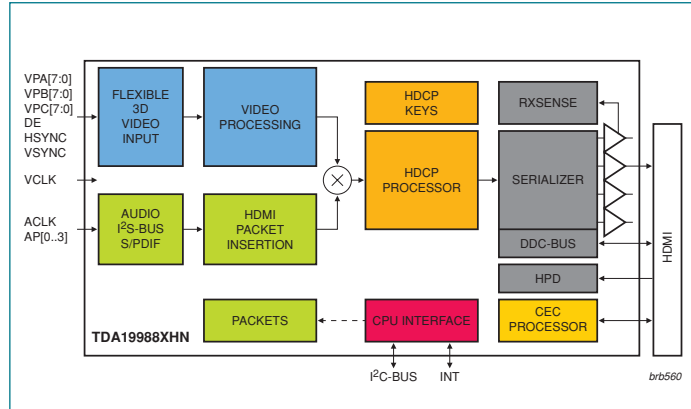 VPA[7:0]
VPB[7:0]
VPC[7:0]
DE
HSYNC
VSYNC
VCLK
ACLK
AP[0..3]
FLEXIBLE
3D
VIDEO
INPUT
VIDEO
PROCESSING
AUDIO
I²S-BUS
S/PDIF
HDMI
PACKET
INSERTION
HDCP
KEYS
HDCP
PROCESSOR
RXSENSE
SERIALIZER
DDC-BUS
HPD
CEC
PROCESSOR
PACKETS
CPU INTERFACE
TDA19988XHN
I²C-BUS
INT
HDMI
brb560